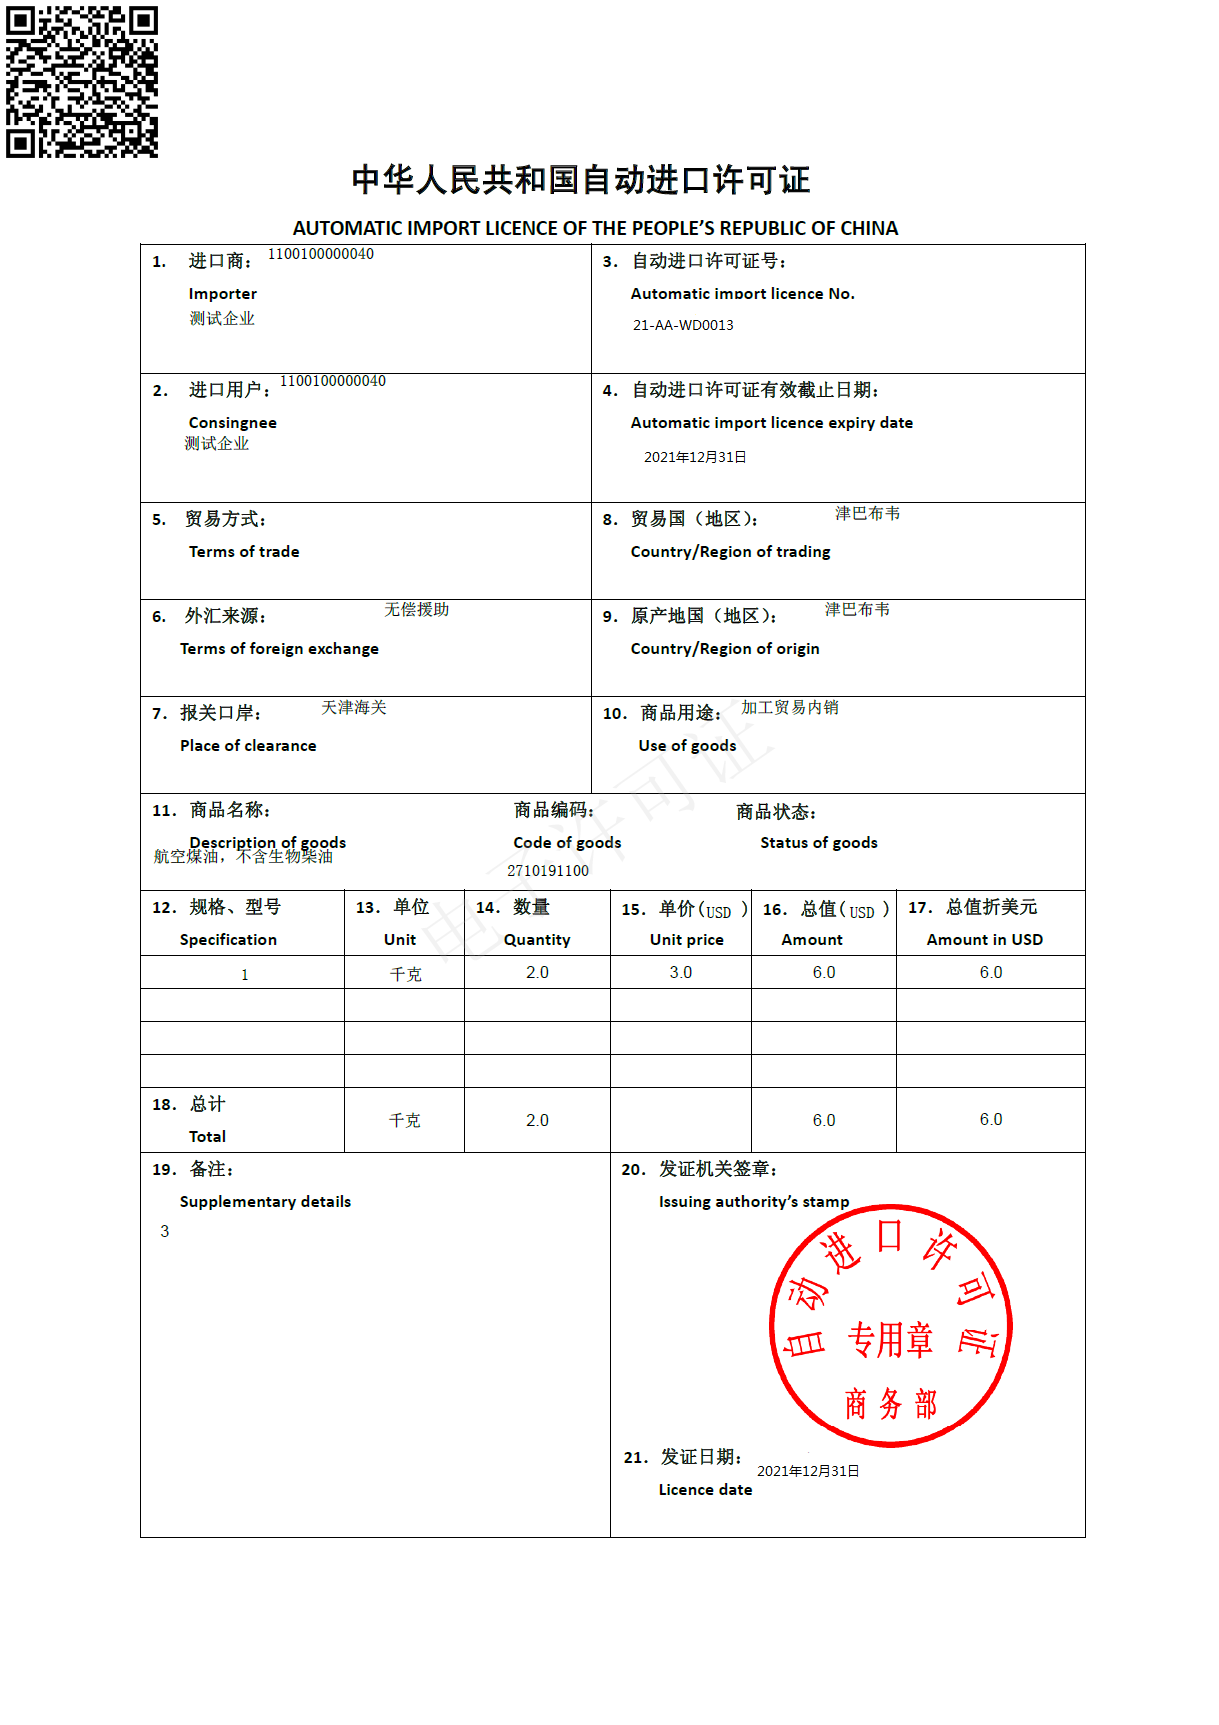 中华人民共和国自动进口许可证
AUTOMATIC IMPORT LICENCE OF THE PEOPLE’S REPUBLIC OF CHINA
1. 进口商： 1100100000040
Importer
测试企业
3. 自动进口许可证号：
Automatic import licence No.
21-AA-WD0013
2. 进口用户： 1100100000040
Consingnee
测试企业
4. 自动进口许可证有效截止日期：
Automatic import licence expiry date
2021年12月31日
5. 贸易方式：
Terms of trade
8. 贸易国（地区）： 津巴布韦
Country/Region of trading
6. 外汇来源： 无偿援助
Terms of foreign exchange
9. 原产地国（地区）： 津巴布韦
Country/Region of origin
7. 报关口岸： 天津海关
Place of clearance
10. 商品用途： 加工贸易内销
Use of goods
11. 商品名称： 商品编码： 商品状态：
Description of goods Code of goods Status of goods
航空煤油，不含生物柴油 2710191100
12. 规格、型号 13. 单位 14. 数量 15. 单价(USD ) 16. 总值(USD ) 17. 总值折美元
Specification Unit Quantity Unit price Amount Amount in USD
1 千克 2.0 3.0 6.0 6.0
18. 总计
Total
千克 2.0 6.0 6.0
19. 备注：
Supplementary details
3
20. 发证机关签章：
Issuing authority’s stamp
自动进口许可证
专用章
商务部
21. 发证日期： 2021年12月31日
Licence date
电子许可证